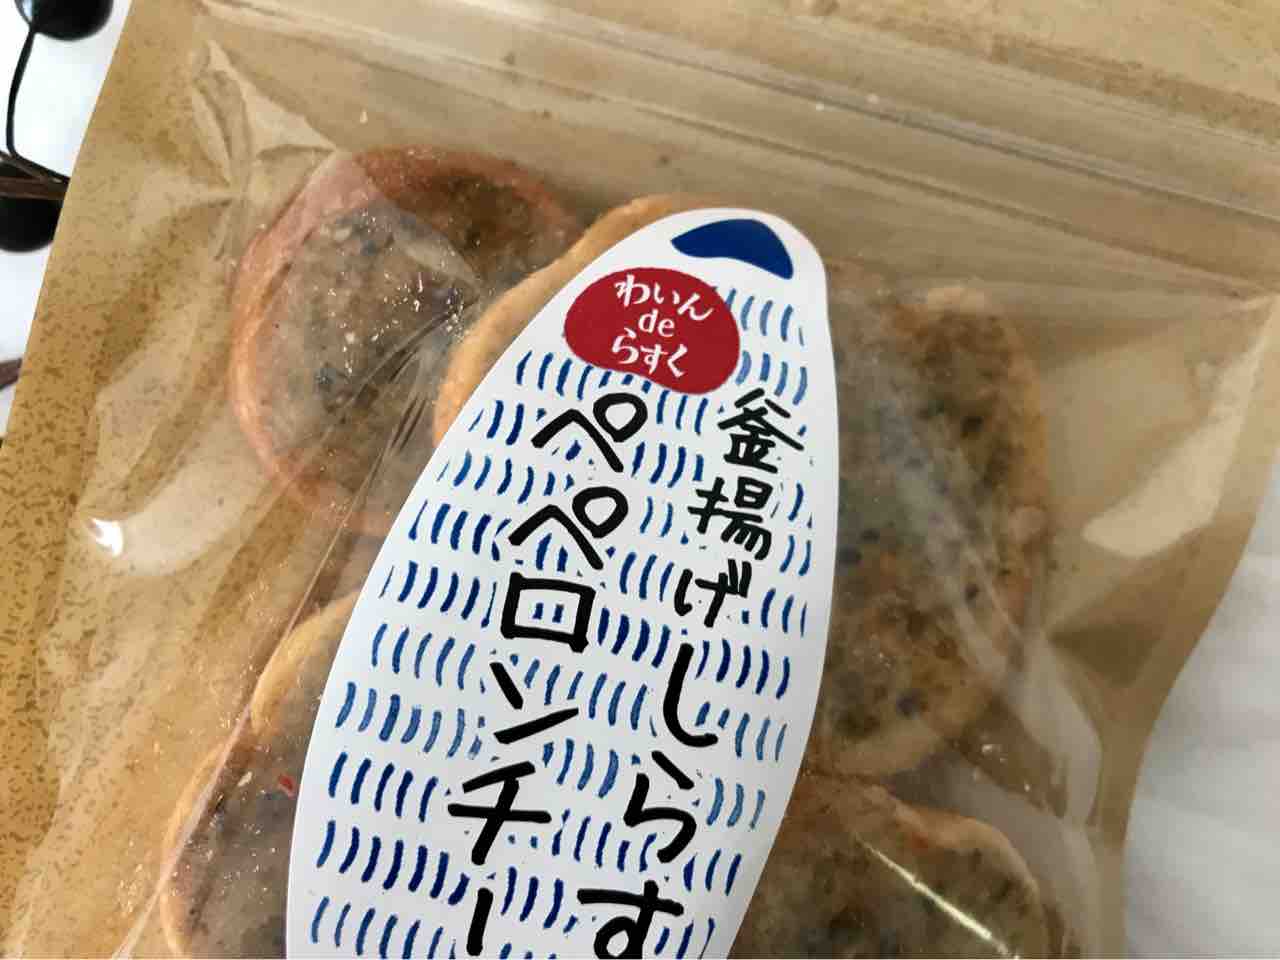 わいん
de
らすく
釜揚げしらす
ペペロンチー